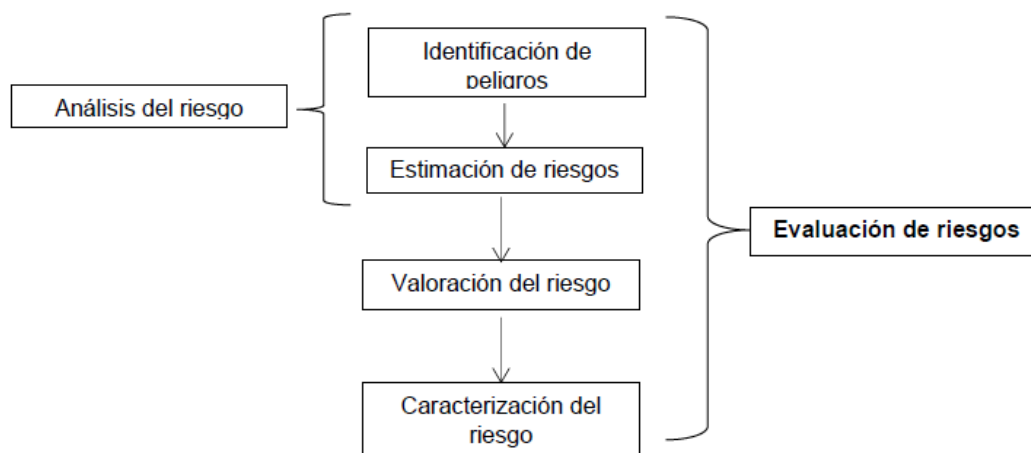 Identificación de
peligros
Análisis del riesgo
Estimación de riesgos
Evaluación de riesgos
Valoración del riesgo
Caracterización del
riesgo